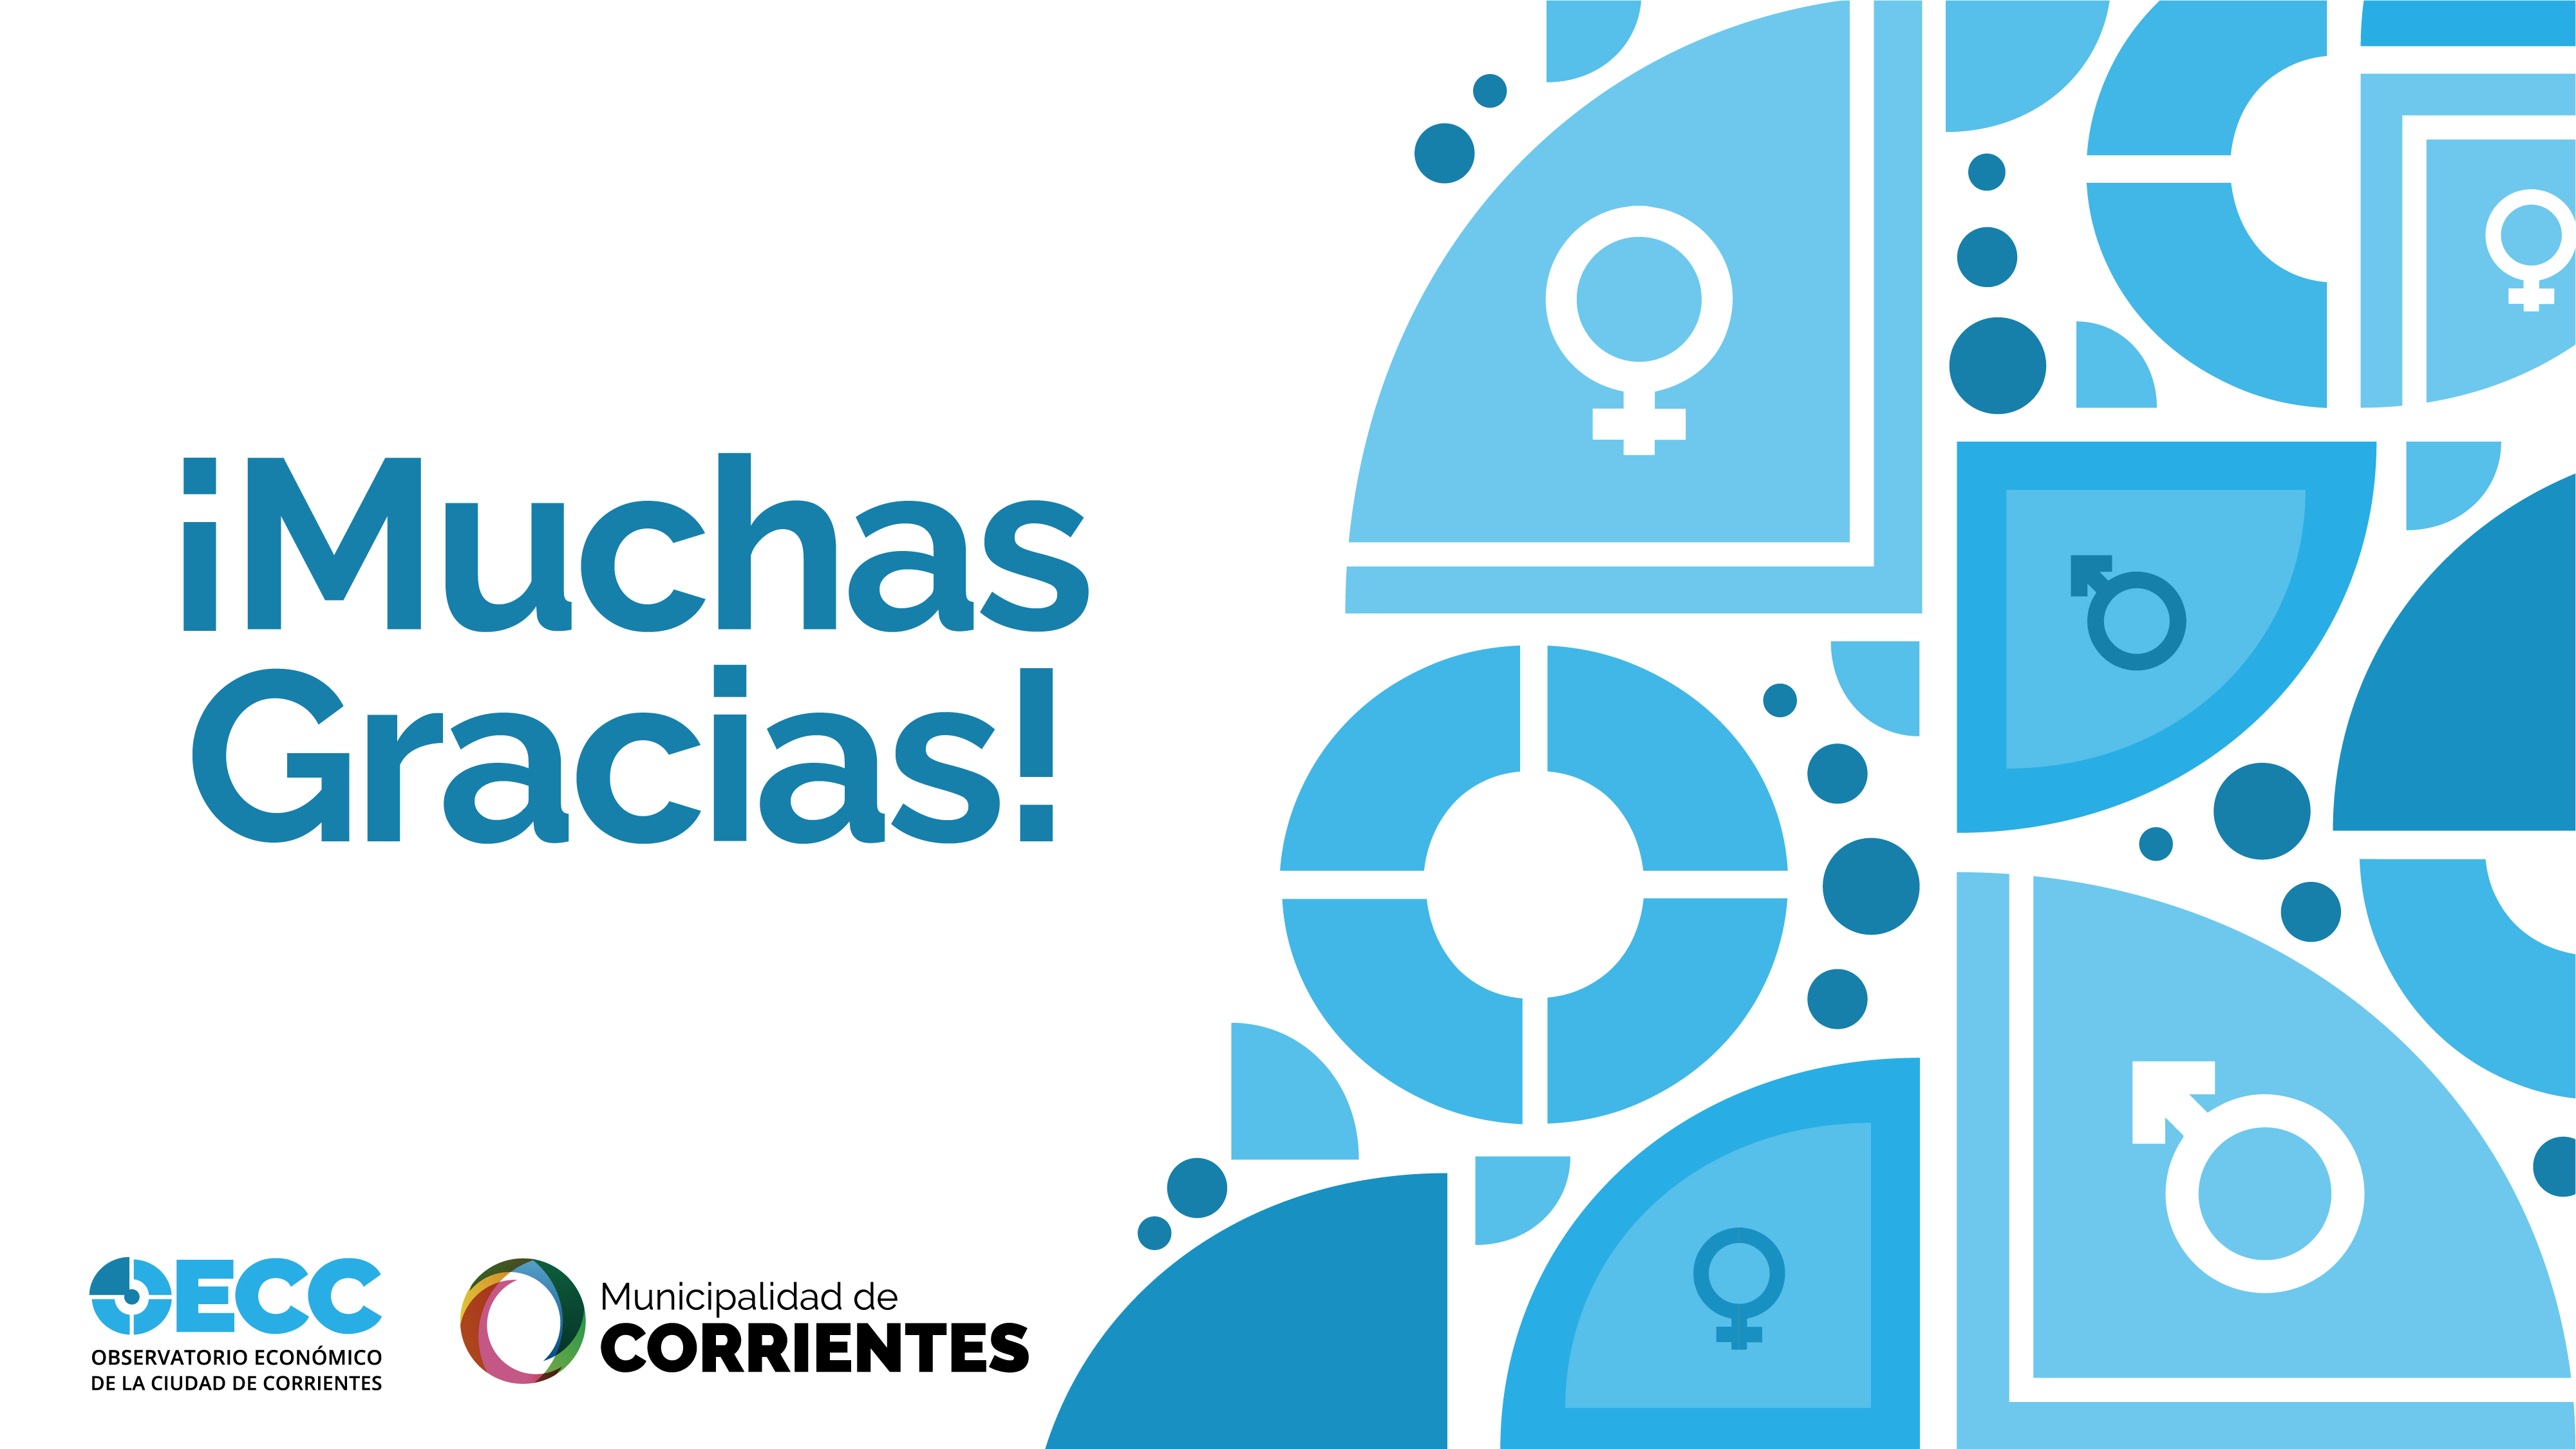 ¡Muchas
Gracias!
OECC
OBSERVATORIO ECONÓMICO
DE LA CIUDAD DE CORRIENTES
Municipalidad de
CORRIENTES